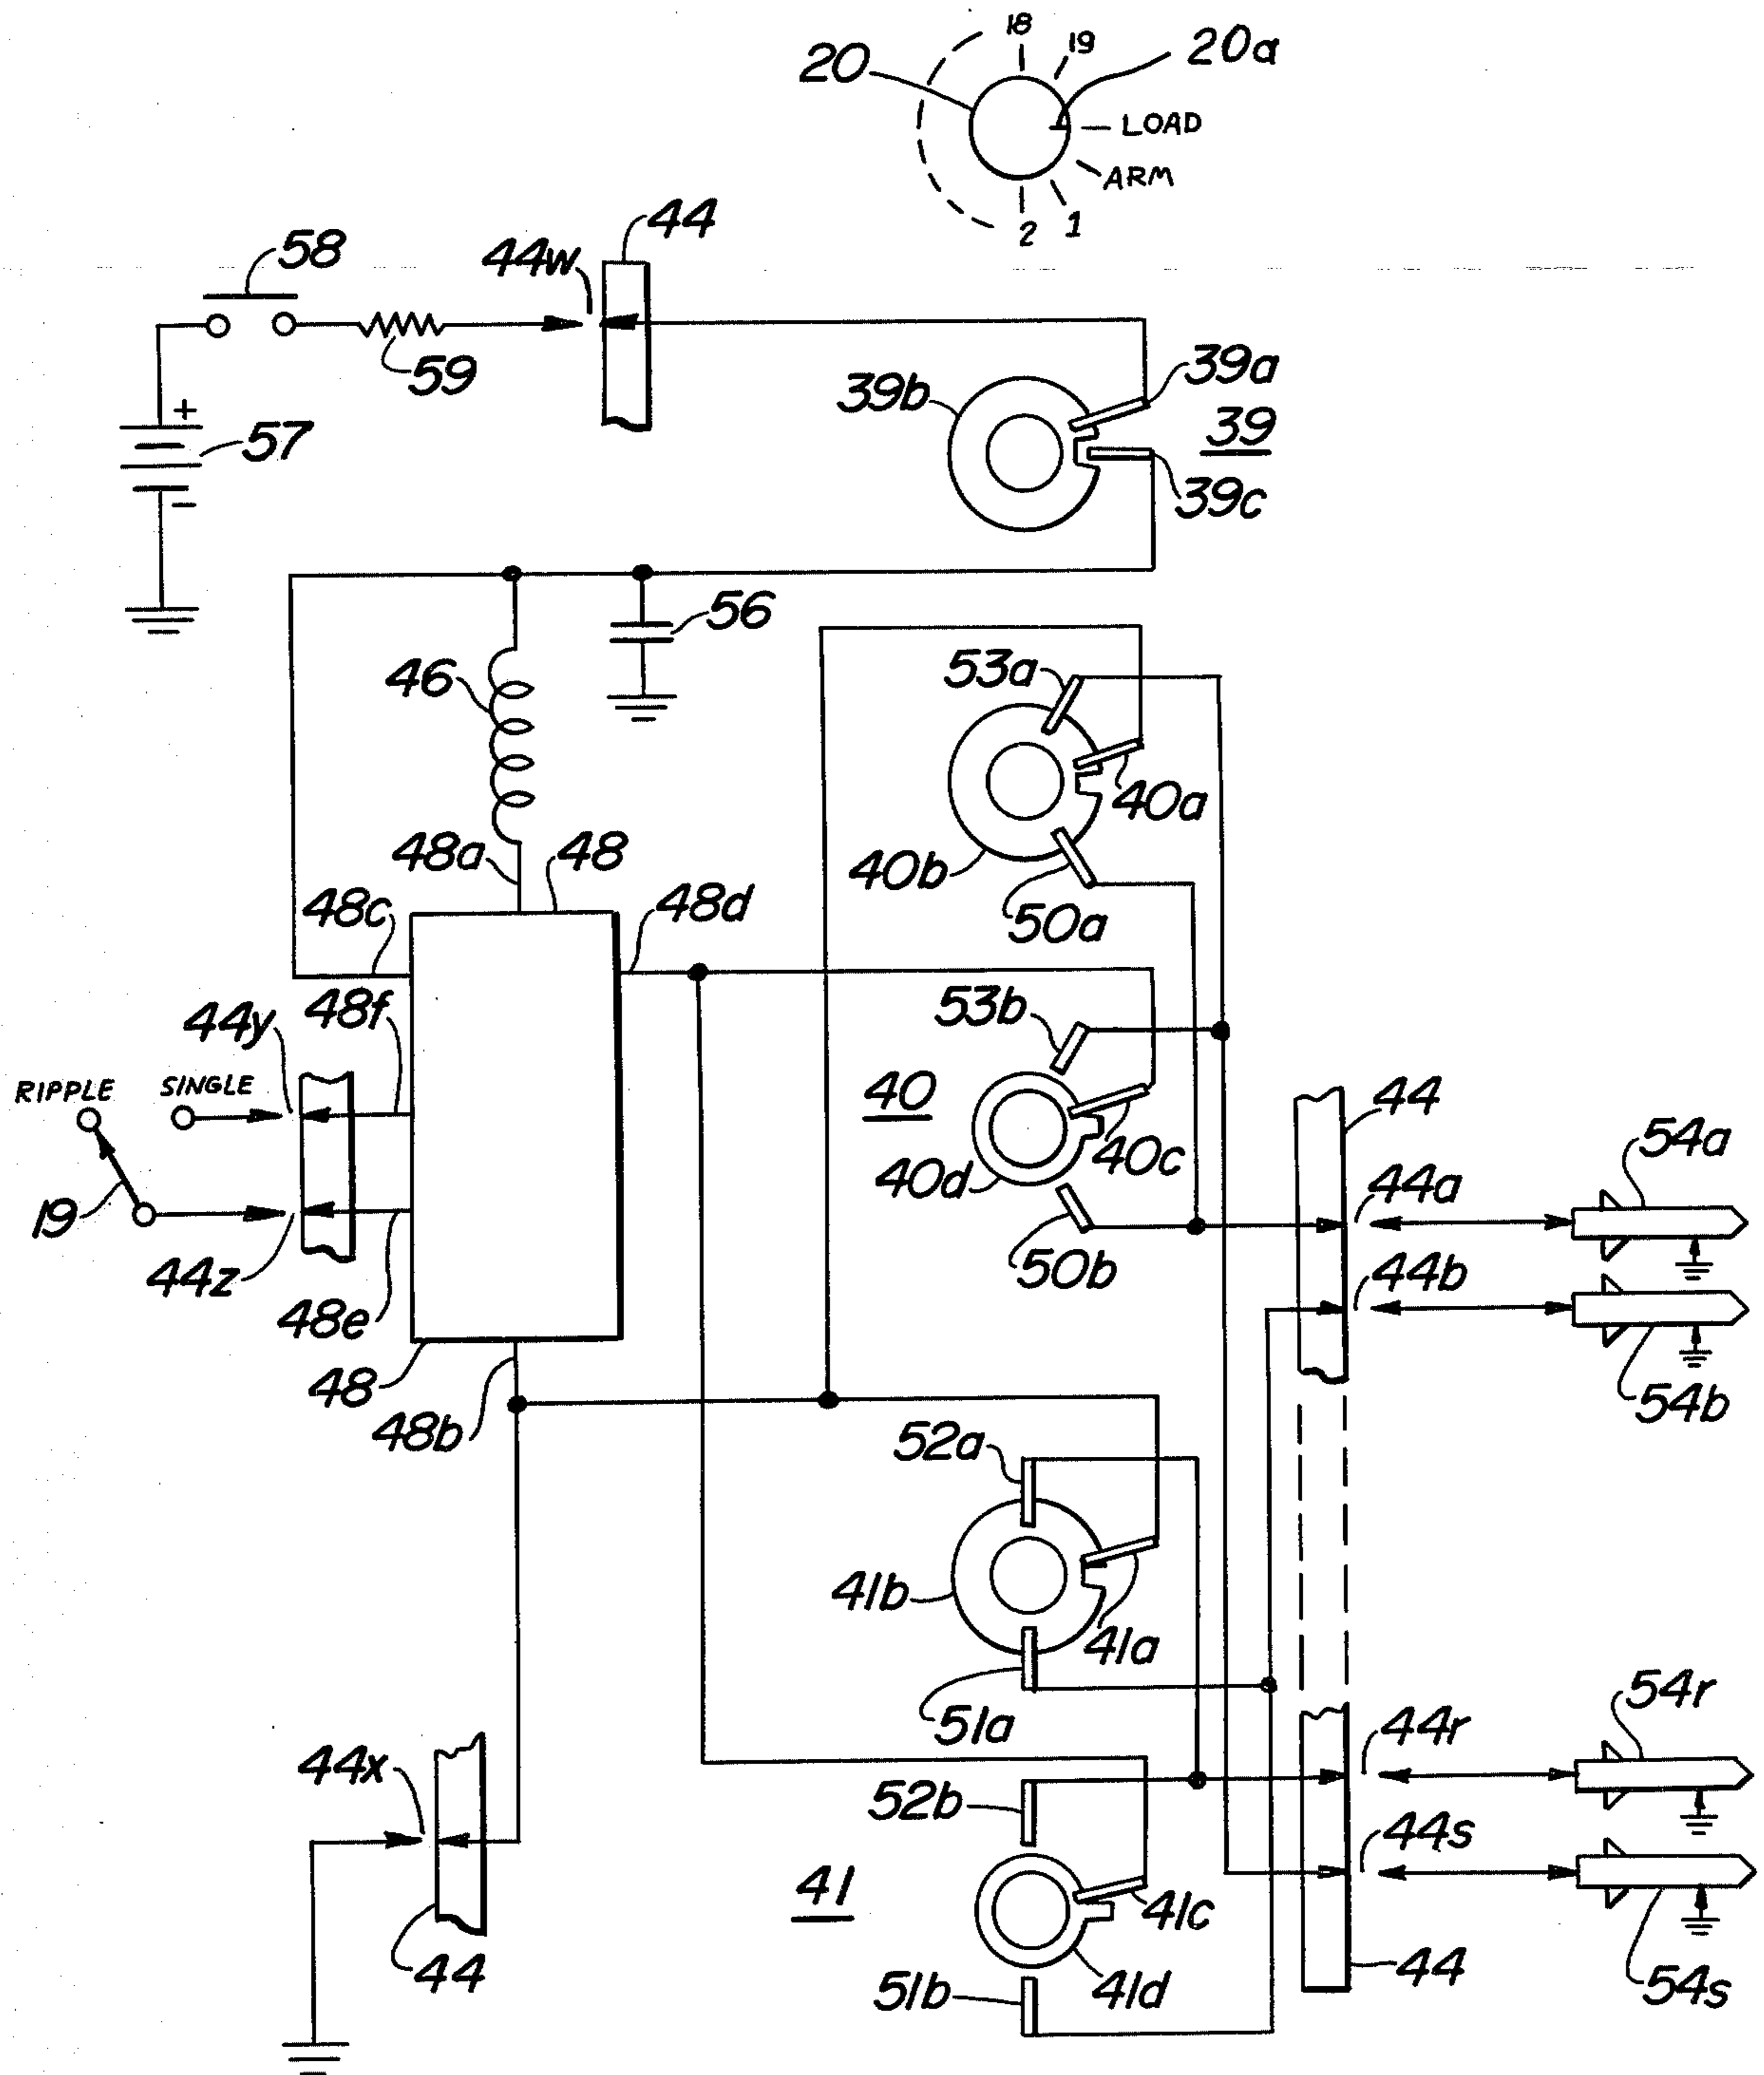 18
19
20
20a
LOAD
ARM
1
2
44
58
44w
59
39a
39b
39
+
57
39c
−
56
53a
46
40a
48a
48
40b
48d
48c
50a
48f
53b
44y
RIPPLE
SINGLE
40
44
54a
40c
40d
44a
19
44z
50b
44b
48e
48
54b
48b
52a
41b
41a
51a
54r
44r
44x
52b
44s
41
41c
44
51b
41d
44
54s